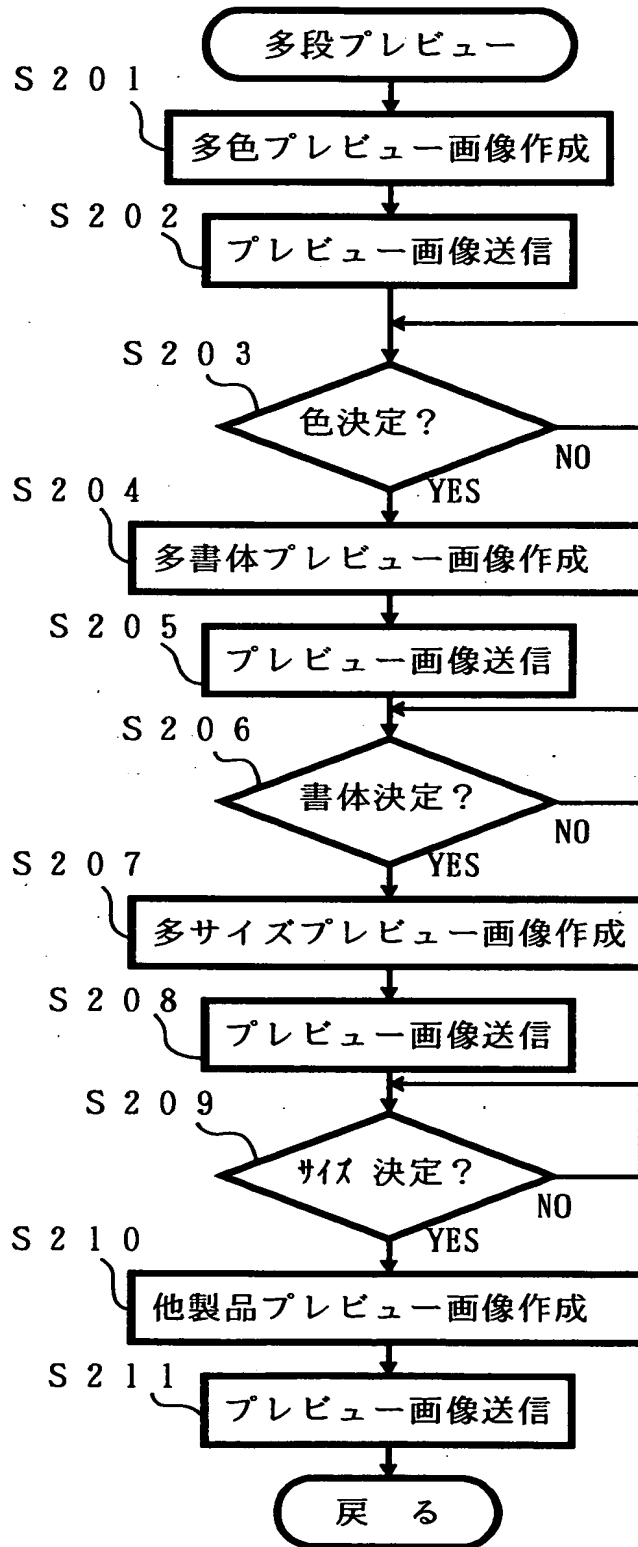 多段プレビュー
S201
多色プレビュー画像作成
S202
プレビュー画像送信
S203
色決定?
NO
YES
S204
多書体プレビュー画像作成
S205
プレビュー画像送信
S206
書体決定?
NO
YES
S207
多サイズプレビュー画像作成
S208
プレビュー画像送信
S209
サイズ 決定?
NO
YES
S210
他製品プレビュー画像作成
S211
プレビュー画像送信
戻 る